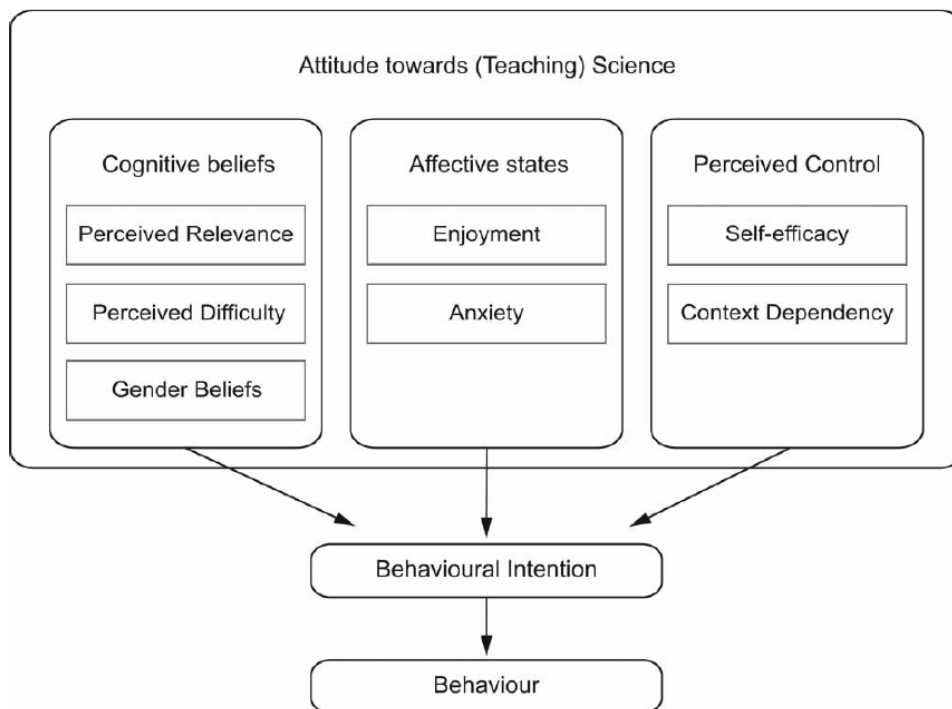 Attitude towards (Teaching) Science
Cognitive beliefs
Perceived Relevance
Perceived Difficulty
Gender Beliefs
Affective states
Enjoyment
Anxiety
Perceived Control
Self-efficacy
Context Dependency
Behavioural Intention
Behaviour